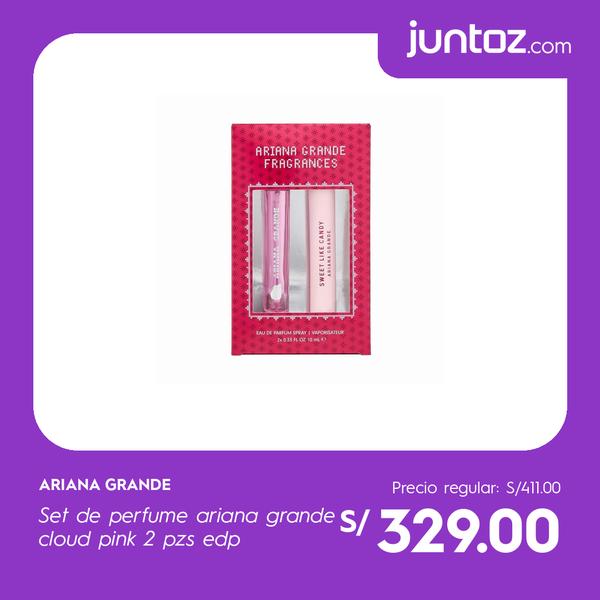 juntoz.com
ARIANA GRANDE
FRAGRANCES
ARIANA GRANDE
SWEET LIKE CANDY
ARIANA GRANDE
EAU DE PARFUM SPRAY | VAPORISATEUR
2x 0.33 FL OZ 10 mL ℮
ARIANA GRANDE
Set de perfume ariana grande
cloud pink 2 pzs edp
Precio regular: S/411.00
S/ 329.00